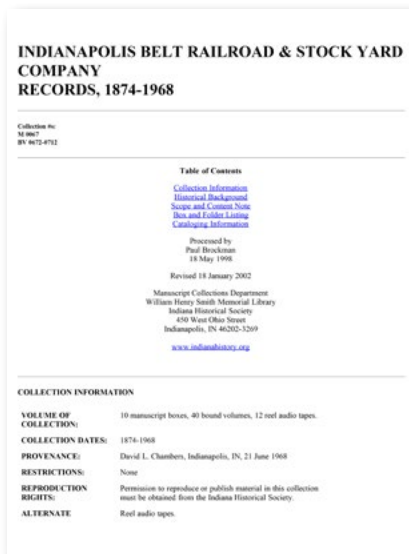 INDIANAPOLIS BELT RAILROAD & STOCK YARD
COMPANY
RECORDS, 1874-1968
Collection #s:
M 0067
BV 0672-0712
Table of Contents
Collection Information
Historical Background
Scope and Content Note
Box and Folder Listing
Cataloging Information
Processed by
Paul Brockman
18 May 1998
Revised 18 January 2002
Manuscript Collections Department
William Henry Smith Memorial Library
Indiana Historical Society
450 West Ohio Street
Indianapolis, IN 46202-3269
www.indianahistory.org
COLLECTION INFORMATION
VOLUME OF COLLECTION: 10 manuscript boxes, 40 bound volumes, 12 reel audio tapes.
COLLECTION DATES: 1874-1968
PROVENANCE: David L. Chambers, Indianapolis, IN, 21 June 1968
RESTRICTIONS: None
REPRODUCTION RIGHTS: Permission to reproduce or publish material in this collection
must be obtained from the Indiana Historical Society.
ALTERNATE Reel audio tapes.